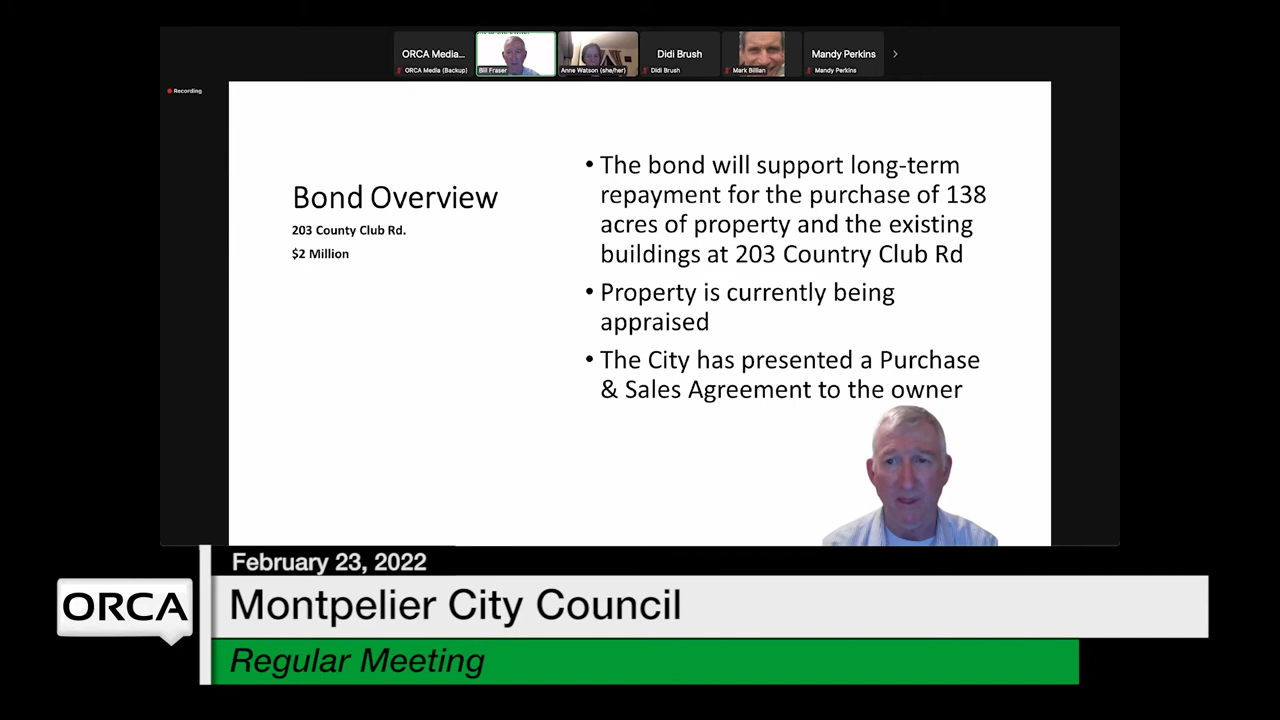 ORCA Media...
Didi Brush
Mandy Perkins
ORCA Media (Backup)
Bill Fraser
Anne Watson (she/her)
Didi Brush
Mark Billian
Mandy Perkins
Recording
Bond Overview
203 County Club Rd.
$2 Million
• The bond will support long-term
repayment for the purchase of 138
acres of property and the existing
buildings at 203 Country Club Rd
• Property is currently being
appraised
• The City has presented a Purchase
& Sales Agreement to the owner
February 23, 2022
ORCA
Montpelier City Council
Regular Meeting